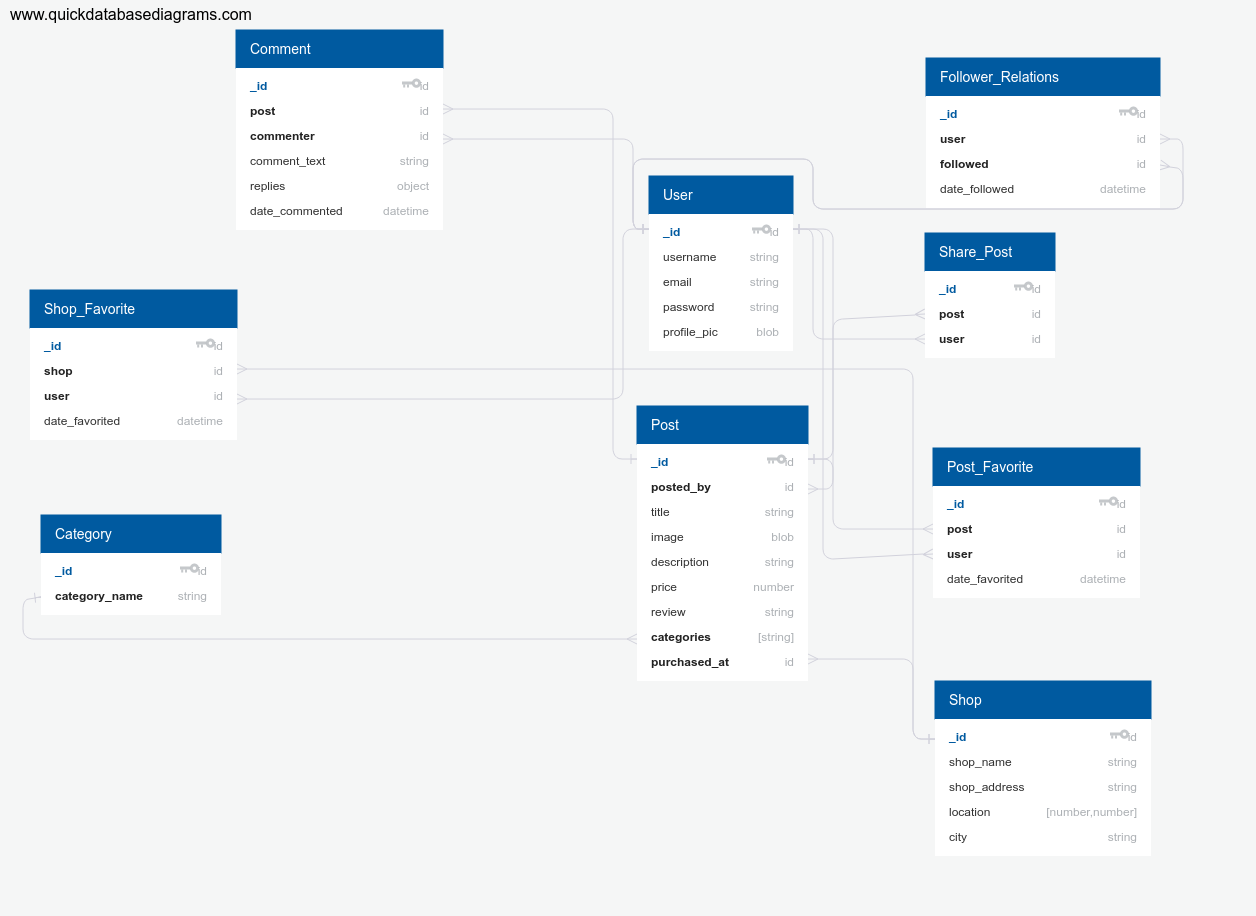 www.quickdatabasediagrams.com
Comment
_id id
post id
commenter id
comment_text string
replies object
date_commented datetime
Follower_Relations
_id id
user id
followed id
date_followed datetime
User
_id id
username string
email string
password string
profile_pic blob
Share_Post
_id id
post id
user id
Shop_Favorite
_id id
shop id
user id
date_favorited datetime
Post
_id id
posted_by id
title string
image blob
description string
price number
review string
categories [string]
purchased_at id
Post_Favorite
_id id
post id
user id
date_favorited datetime
Category
_id id
category_name string
Shop
_id id
shop_name string
shop_address string
location [number,number]
city string